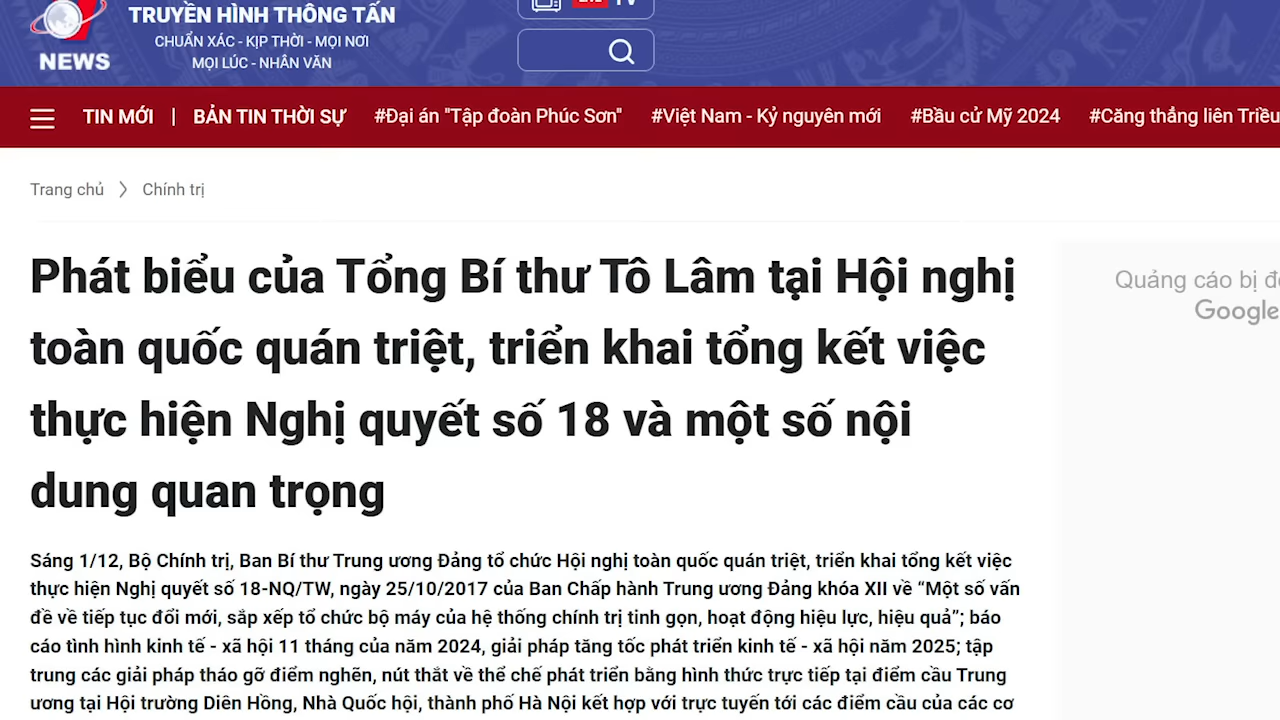 TRUYỀN HÌNH THÔNG TẤN
CHUẨN XÁC - KỊP THỜI - MỌI NƠI
MỌI LÚC - NHÂN VĂN
NEWS
TV
TIN MỚI | BẢN TIN THỜI SỰ #Đại án "Tập đoàn Phúc Sơn" #Việt Nam - Kỷ nguyên mới #Bầu cử Mỹ 2024 #Căng thẳng liên Triều
Trang chủ > Chính trị
Phát biểu của Tổng Bí thư Tô Lâm tại Hội nghị
toàn quốc quán triệt, triển khai tổng kết việc
thực hiện Nghị quyết số 18 và một số nội
dung quan trọng
Quảng cáo bị
Google
Sáng 1/12, Bộ Chính trị, Ban Bí thư Trung ương Đảng tổ chức Hội nghị toàn quốc quán triệt, triển khai tổng kết việc
thực hiện Nghị quyết số 18-NQ/TW, ngày 25/10/2017 của Ban Chấp hành Trung ương Đảng khóa XII về “Một số vấn
đề về tiếp tục đổi mới, sắp xếp tổ chức bộ máy của hệ thống chính trị tinh gọn, hoạt động hiệu lực, hiệu quả”; báo
cáo tình hình kinh tế - xã hội 11 tháng của năm 2024, giải pháp tăng tốc phát triển kinh tế - xã hội năm 2025; tập
trung các giải pháp tháo gỡ điểm nghẽn, nút thắt về thể chế phát triển bằng hình thức trực tiếp tại điểm cầu Trung
ương tại Hội trường Diên Hồng, Nhà Quốc hội, thành phố Hà Nội kết hợp với trực tuyến tới các điểm cầu của các cơ